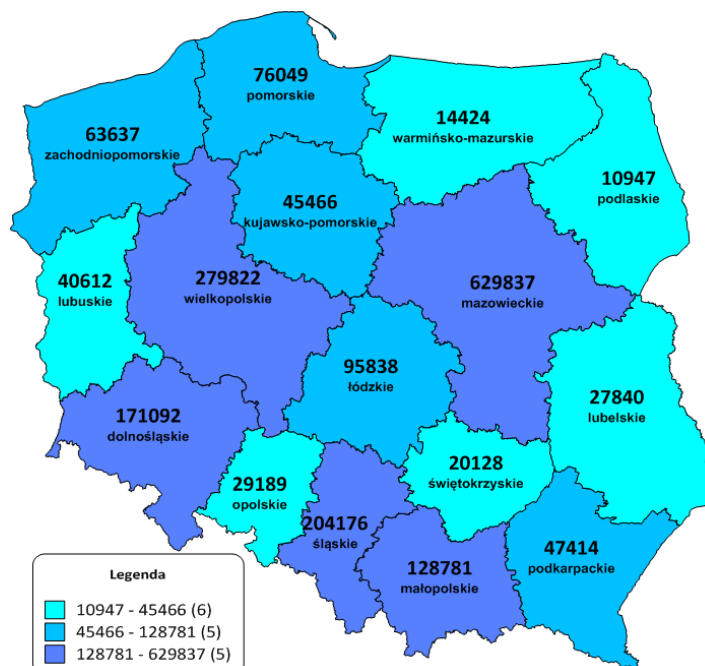 76049
pomorskie
14424
warmińsko-mazurskie
63637
zachodniopomorskie
10947
podlaskie
45466
kujawsko-pomorskie
40612
lubuskie
279822
wielkopolskie
629837
mazowieckie
95838
łódzkie
27840
lubelskie
171092
dolnośląskie
29189
opolskie
20128
świętokrzyskie
204176
śląskie
128781
małopolskie
47414
podkarpackie
Legenda
10947 - 45466 (6)
45466 - 128781 (5)
128781 - 629837 (5)